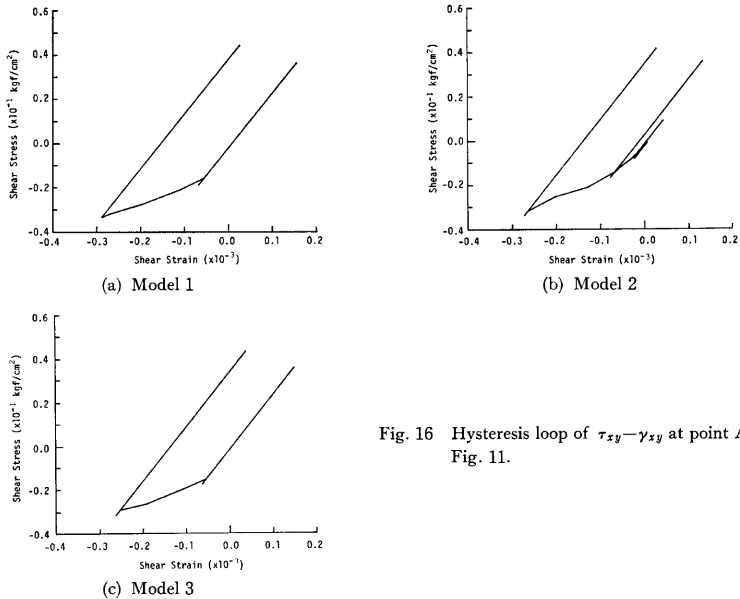 0.6
0.4
0.2
0.0
-0.2
-0.4
Shear Stress (x10⁻¹ kgf/cm²)
-0.4 -0.3 -0.2 -0.1 0.0 0.1 0.2
Shear Strain (x10⁻³)
(a) Model 1
0.6
0.4
0.2
0.0
-0.2
-0.4
Shear Stress (x10⁻¹ kgf/cm²)
-0.4 -0.3 -0.2 -0.1 0.0 0.1 0.2
Shear Strain (x10⁻³)
(b) Model 2
0.6
0.4
0.2
0.0
-0.2
-0.4
Shear Stress (x10⁻¹ kgf/cm²)
-0.4 -0.3 -0.2 -0.1 0.0 0.1 0.2
Shear Strain (x10⁻³)
(c) Model 3
Fig. 16 Hysteresis loop of τxy−γxy at point A
Fig. 11.